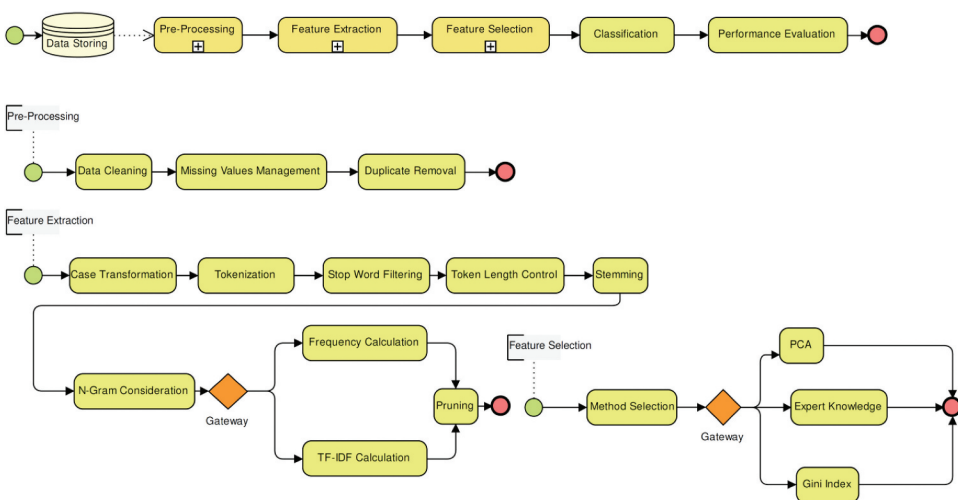 Data Storing
Pre-Processing
Feature Extraction
Feature Selection
Classification
Performance Evaluation
Pre-Processing
Data Cleaning
Missing Values Management
Duplicate Removal
Feature Extraction
Case Transformation
Tokenization
Stop Word Filtering
Token Length Control
Stemming
N-Gram Consideration
Gateway
Frequency Calculation
TF-IDF Calculation
Pruning
Feature Selection
Method Selection
Gateway
PCA
Expert Knowledge
Gini Index